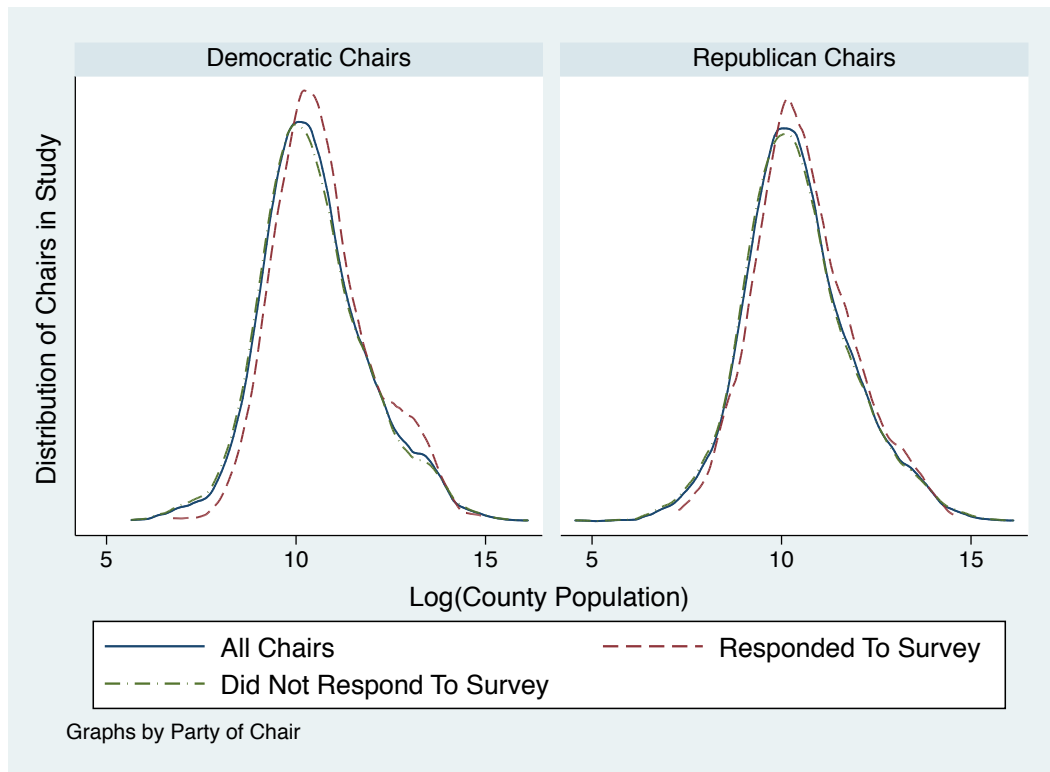 Democratic Chairs
Republican Chairs
Distribution of Chairs in Study
5 10 15
5 10 15
Log(County Population)
All Chairs
Responded To Survey
Did Not Respond To Survey
Graphs by Party of Chair